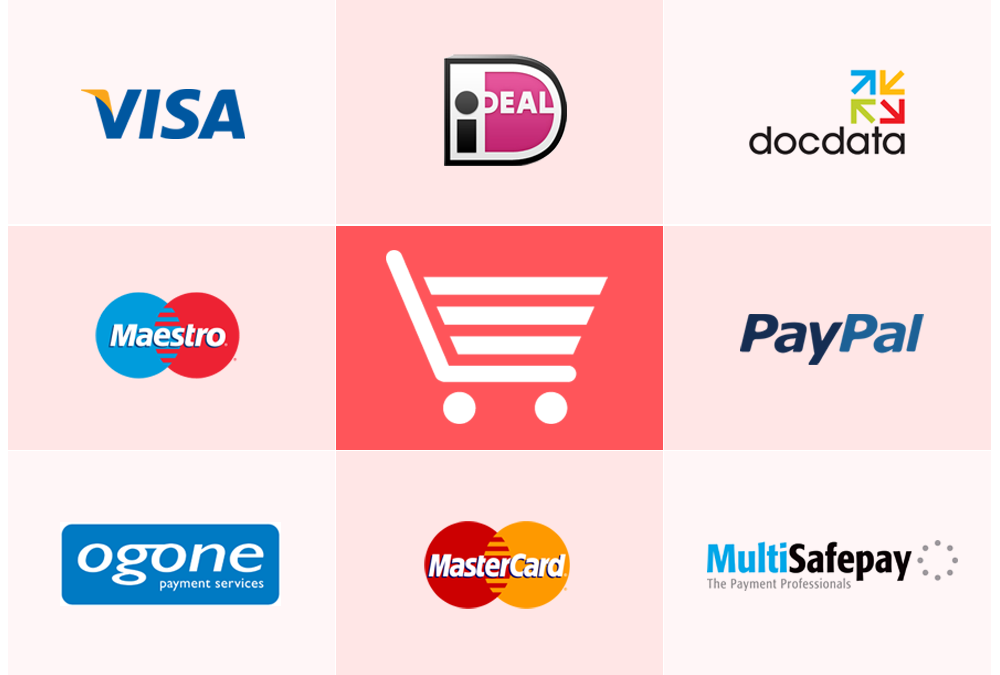 VISA
iDEAL
docdata
Maestro
PayPal
ogone
payment services
MasterCard
MultiSafepay
The Payment Professionals